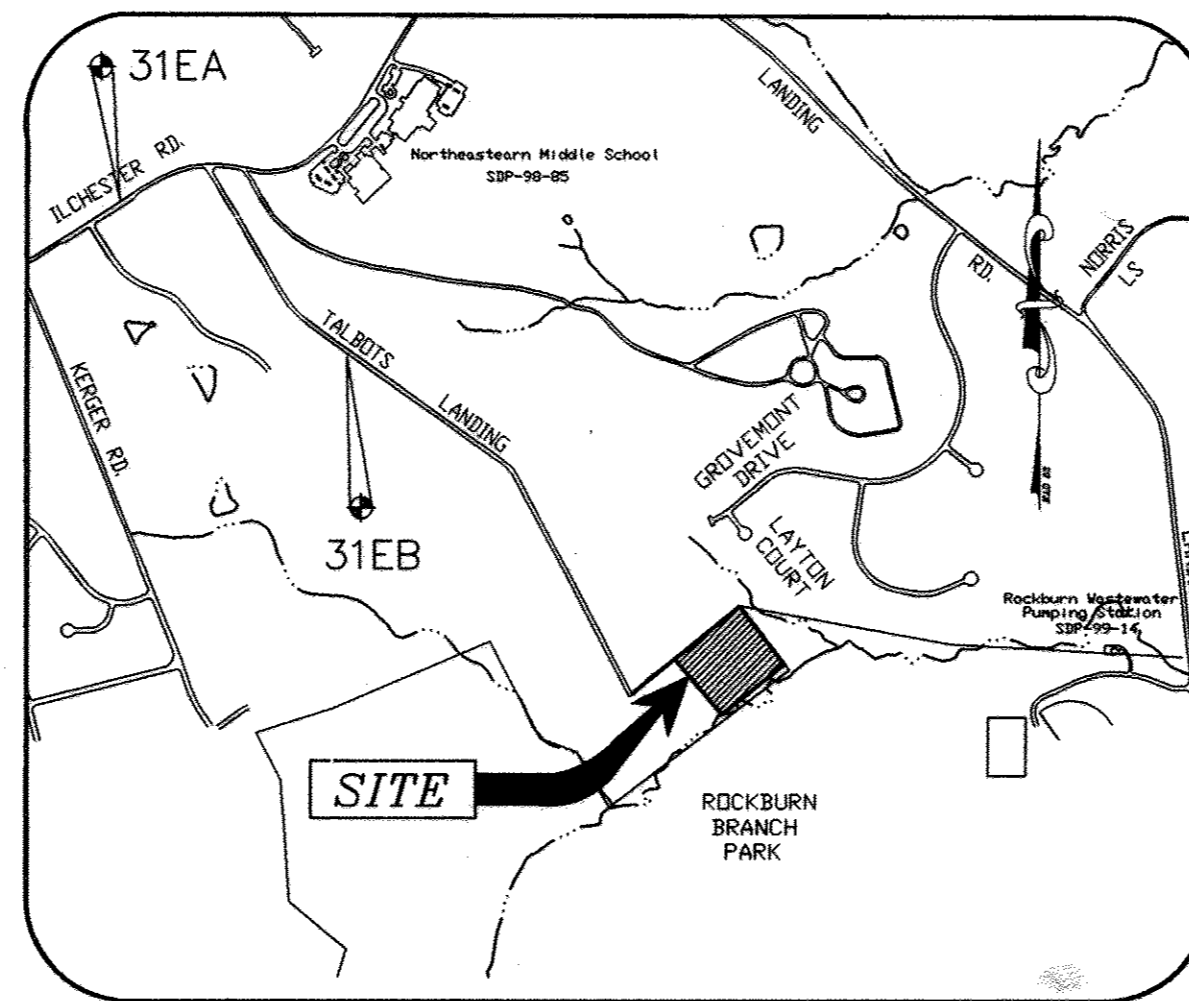 31EA
ILCHESTER RD.
Northeastearn Middle School
SDP-98-85
LANDING
RD.
NORRIS
LS
KERGER RD.
TALBOTS
LANDING
31EB
GROVEMONT
DRIVE
LAYTON
COURT
Rockburn Wastewater
Pumping Station
SDP-99-14
SITE
ROCKBURN
BRANCH
PARK